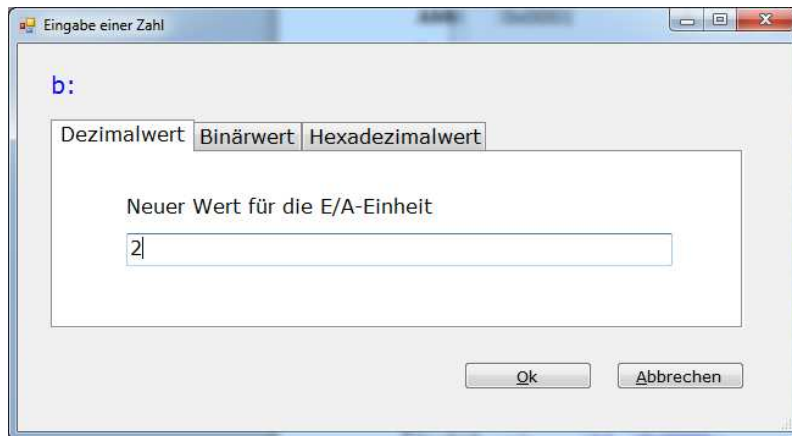 Eingabe einer Zahl
b:
Dezimalwert Binärwert Hexadezimalwert
Neuer Wert für die E/A-Einheit
2
Ok Abbrechen